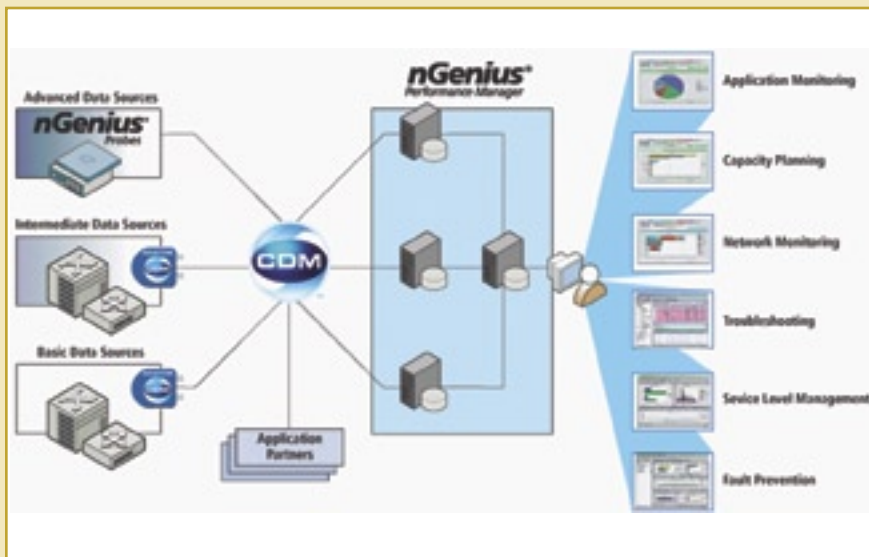 Advanced Data Sources
nGenius®
Probes
Intermediate Data Sources
Basic Data Sources
CDM
Application
Partners
nGenius®
Performance Manager
Application Monitoring
Capacity Planning
Network Monitoring
Troubleshooting
Sevice Level Management
Fault Prevention